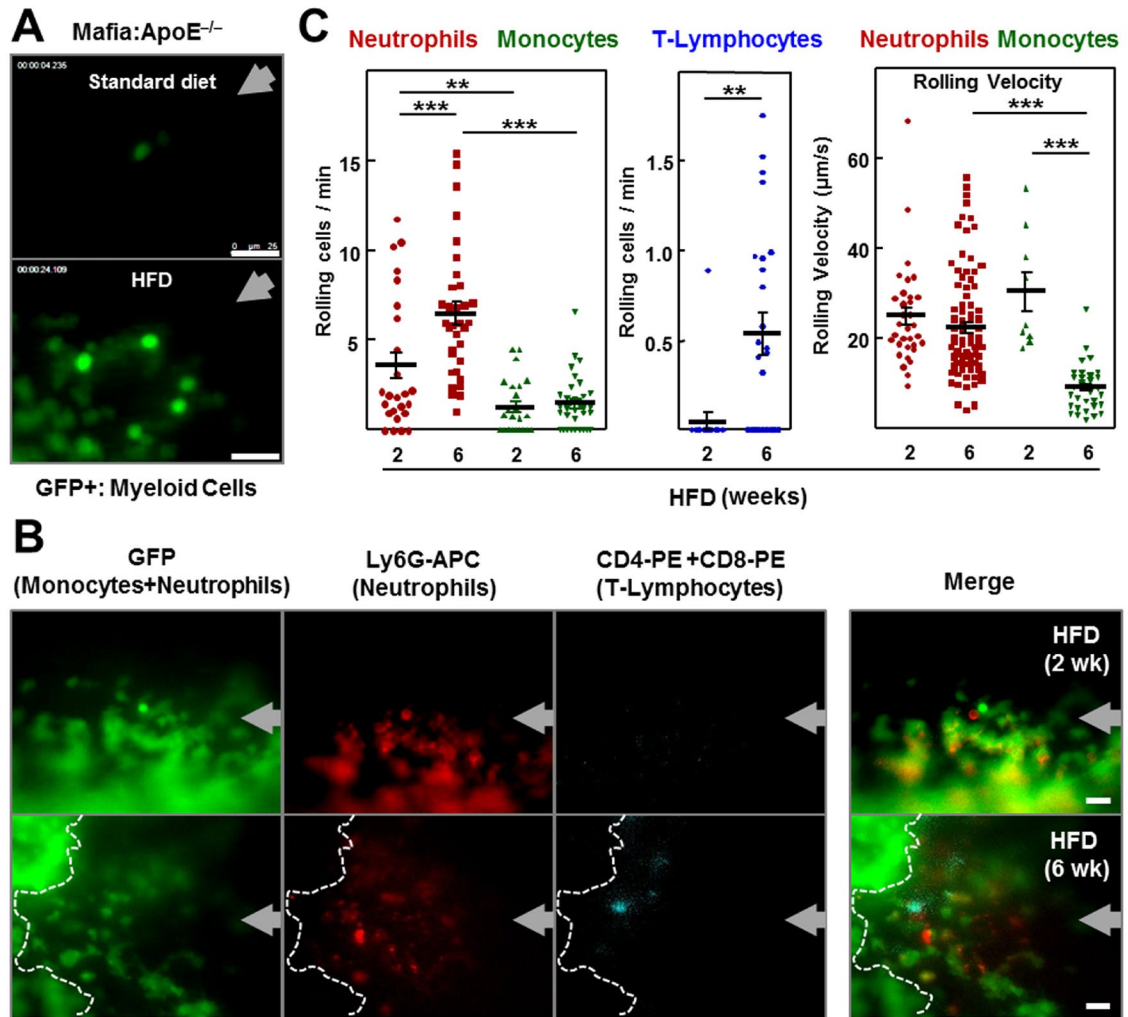 A
Mafia:ApoE–/–
00:00:04.235
Standard diet
0 µm 25
00:00:24.109
HFD
GFP+: Myeloid Cells
C
Neutrophils Monocytes
T-Lymphocytes
Neutrophils Monocytes
Rolling cells / min
15
10
5
**
***
***
2 6 2 6
Rolling cells / min
1.5
1.0
0.5
**
2 6
Rolling Velocity (µm/s)
60
40
20
Rolling Velocity
***
***
2 6 2 6
HFD (weeks)
B
GFP
(Monocytes+Neutrophils)
Ly6G-APC
(Neutrophils)
CD4-PE +CD8-PE
(T-Lymphocytes)
Merge
HFD
(2 wk)
HFD
(6 wk)